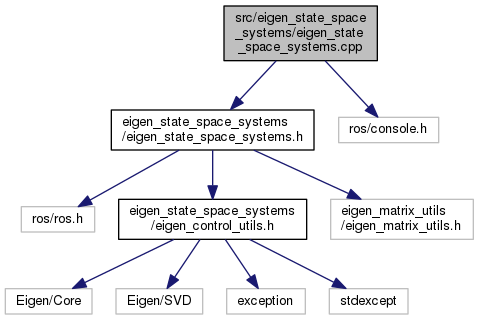 src/eigen_state_space
_systems/eigen_state
_space_systems.cpp
eigen_state_space_systems
/eigen_state_space_systems.h
ros/console.h
ros/ros.h
eigen_state_space_systems
/eigen_control_utils.h
eigen_matrix_utils
/eigen_matrix_utils.h
Eigen/Core
Eigen/SVD
exception
stdexcept